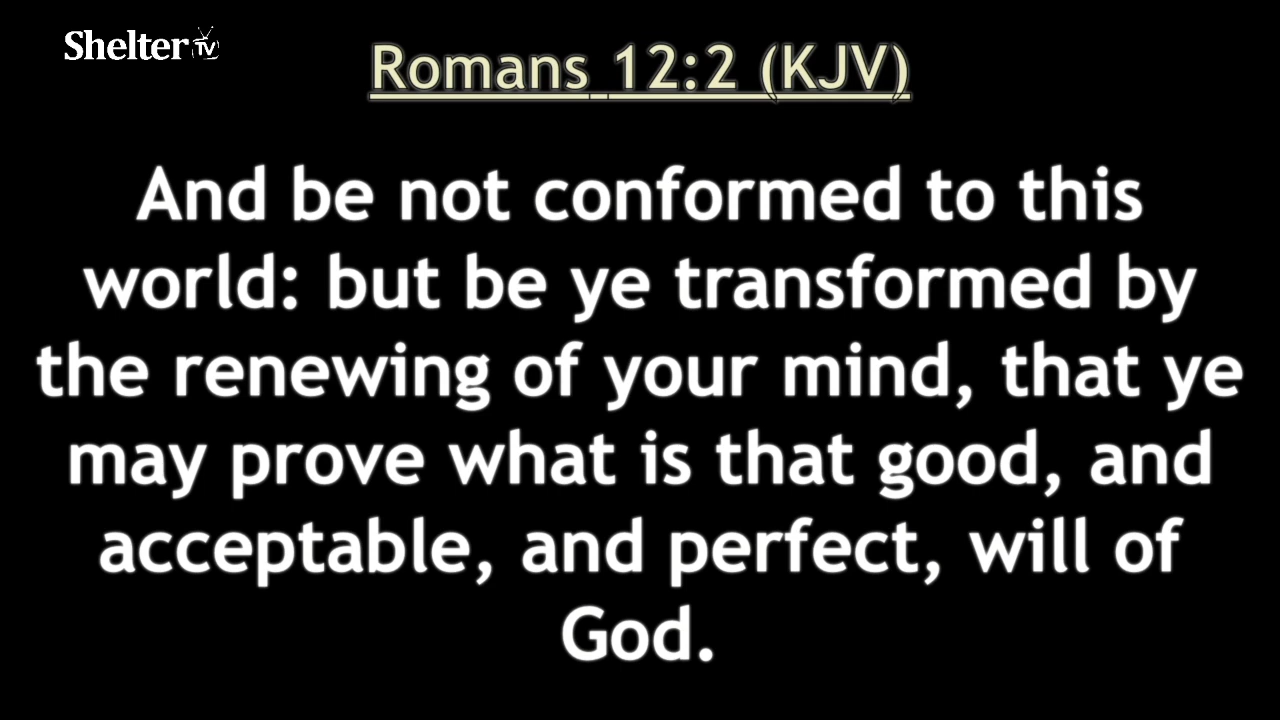 Shelter TV
Romans 12:2 (KJV)
And be not conformed to this
world: but be ye transformed by
the renewing of your mind, that ye
may prove what is that good, and
acceptable, and perfect, will of
God.